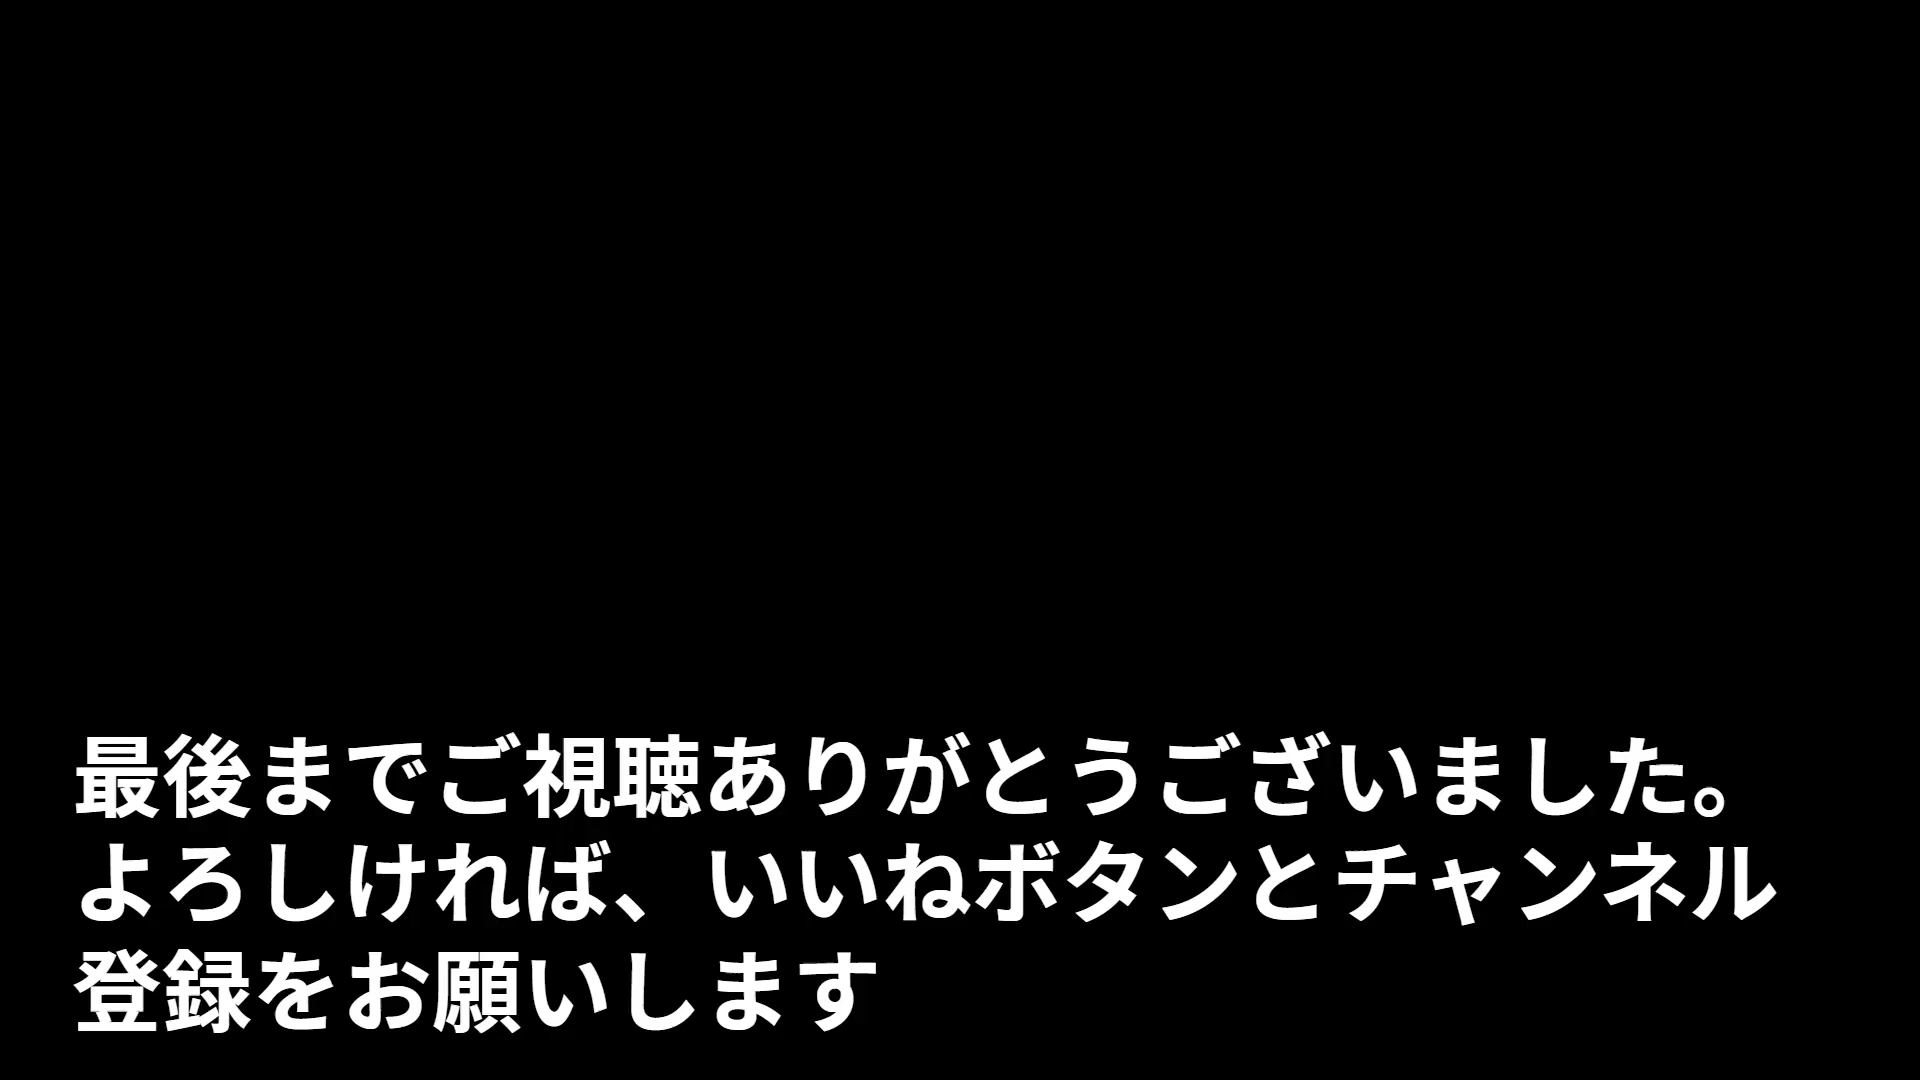 最後までご視聴ありがとうございました。
よろしければ、いいねボタンとチャンネル
登録をお願いします